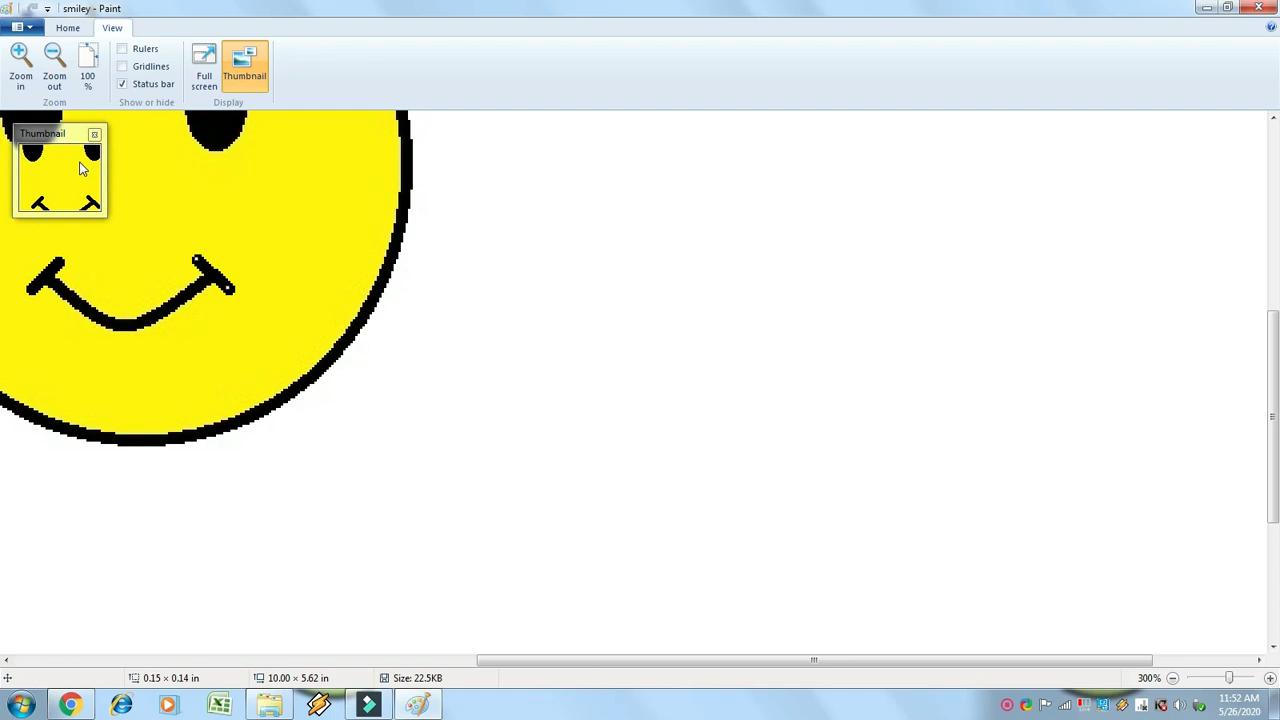 smiley - Paint
Home View
Zoom in
Zoom out
100 %
Rulers
Gridlines
Status bar
Full screen
Thumbnail
Zoom
Show or hide
Display
Thumbnail
0.15 × 0.14 in
10.00 × 5.62 in
Size: 22.5KB
300%
11:52 AM
5/26/2020